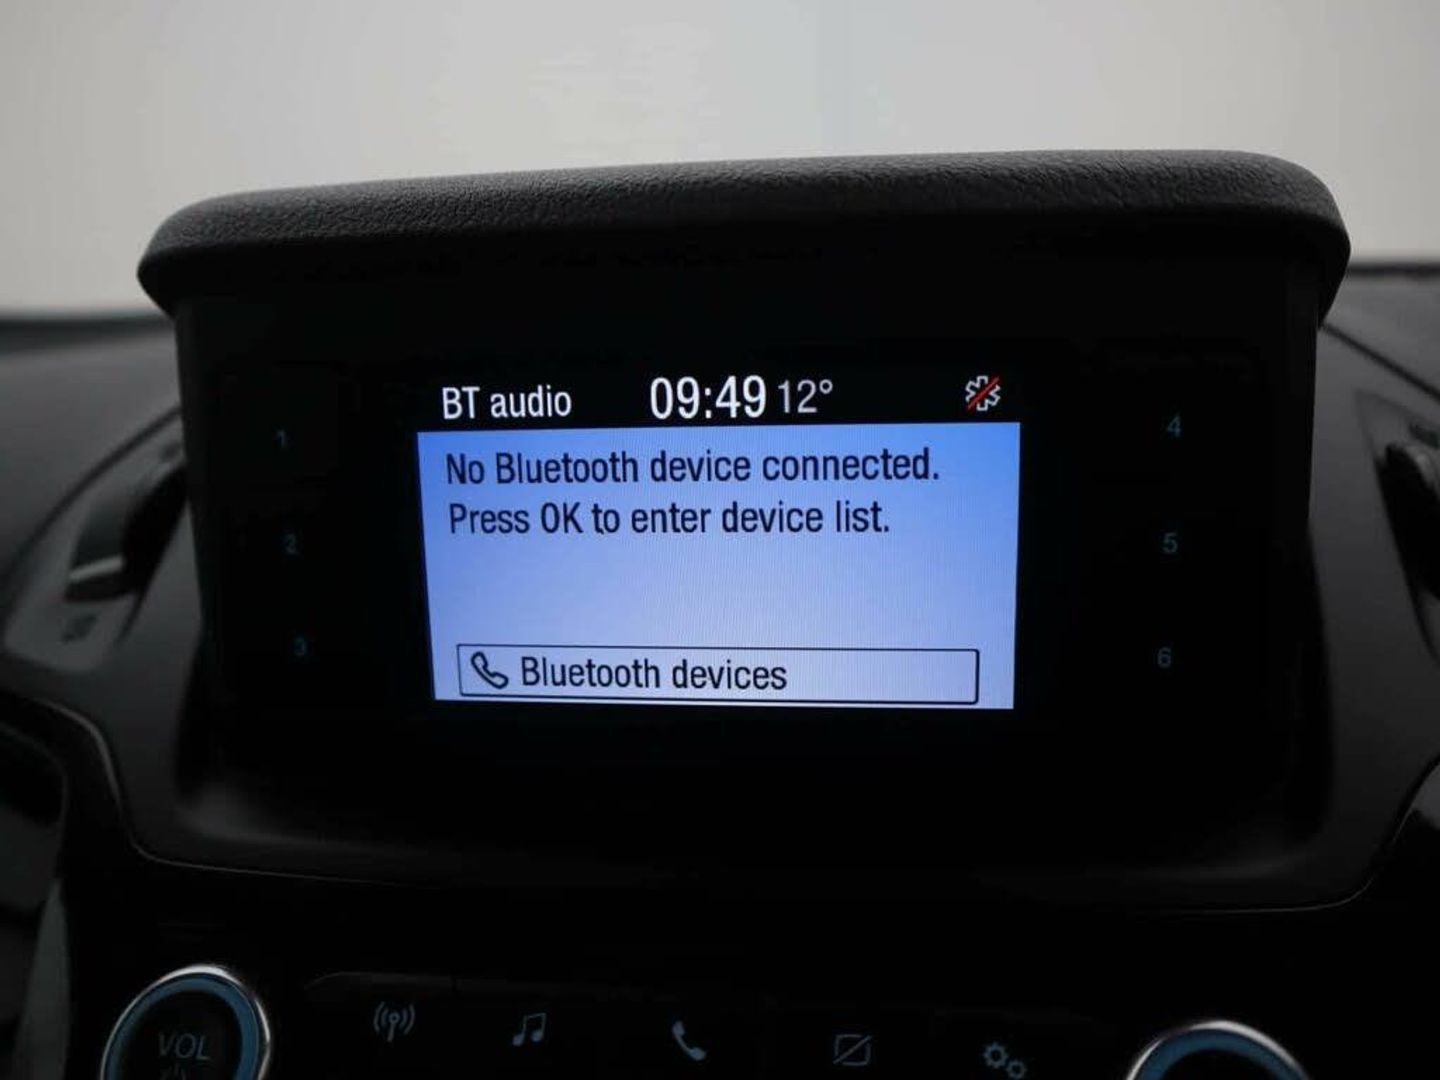 BT audio 09:49 12°
1 No Bluetooth device connected. 4
2 Press OK to enter device list. 5
3 Bluetooth devices 6
VOL